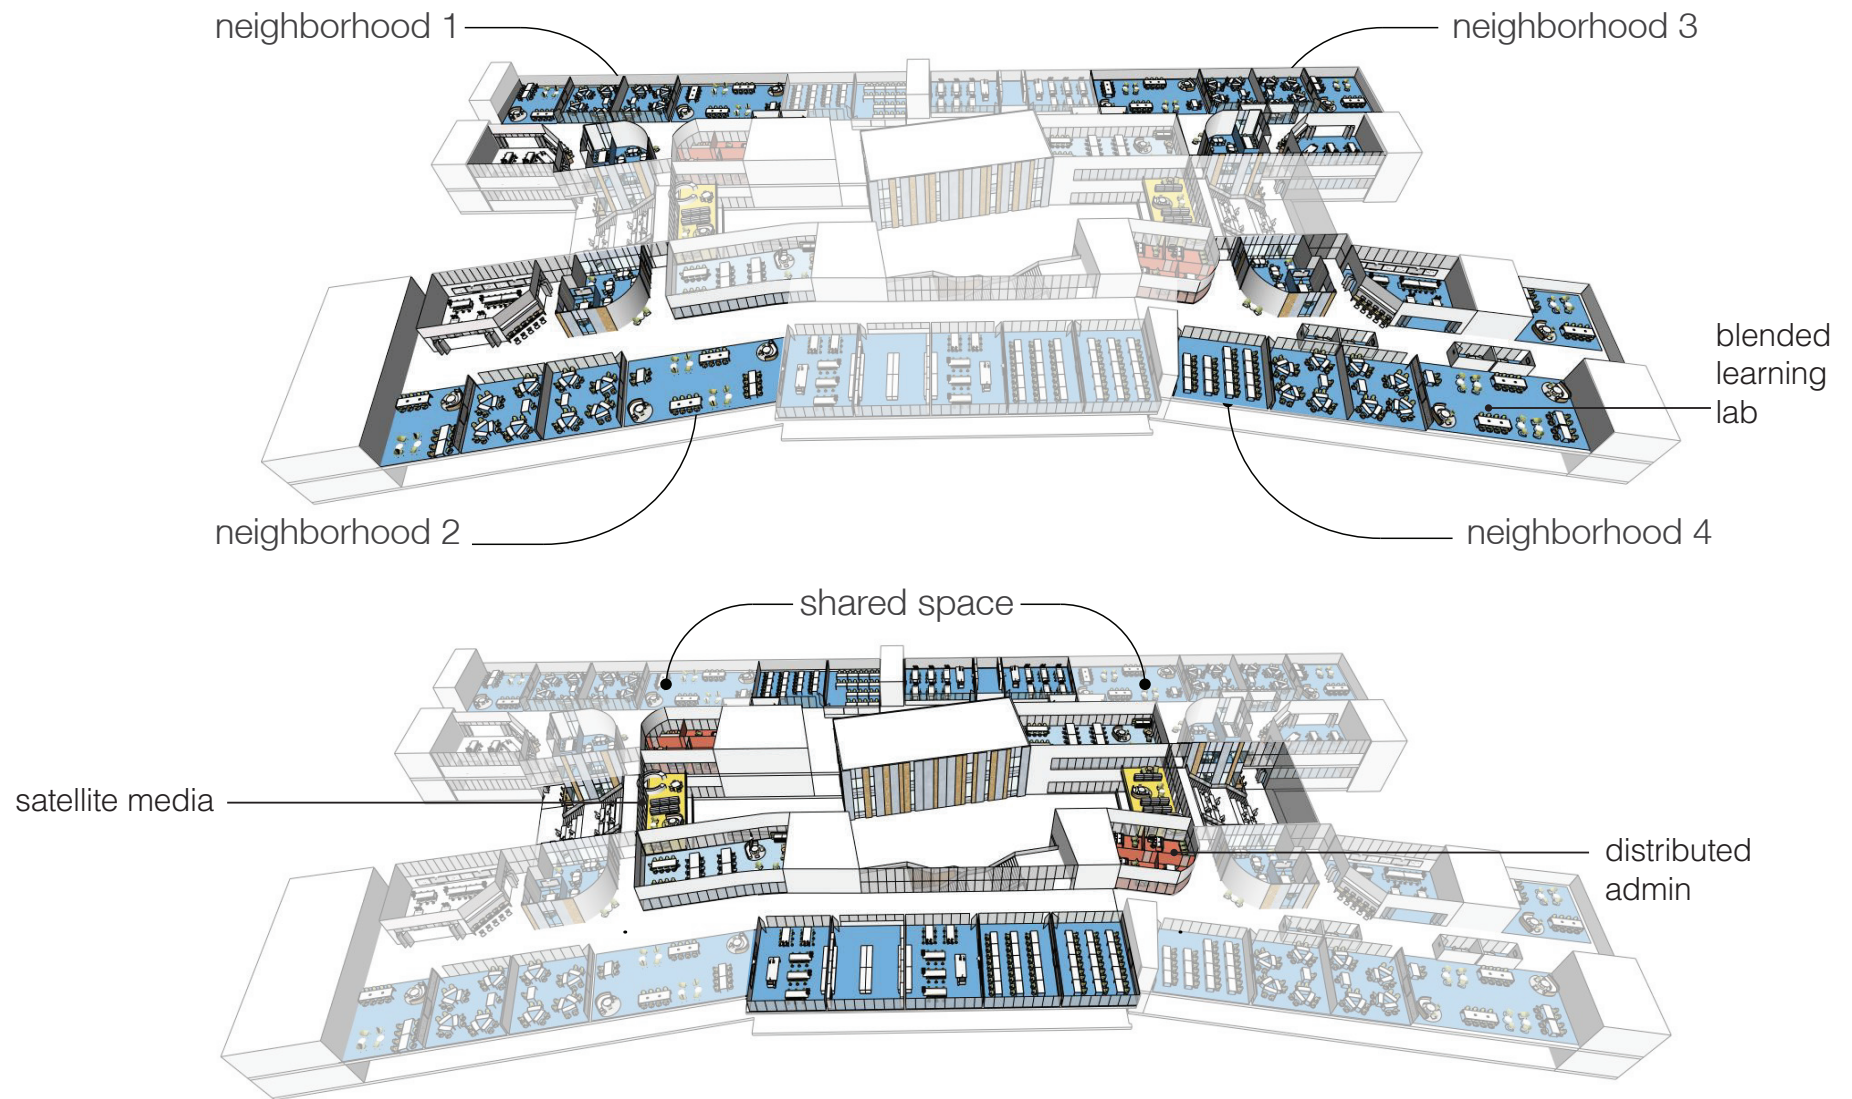 neighborhood 1
neighborhood 3
blended
learning
lab
neighborhood 2
neighborhood 4
shared space
satellite media
distributed
admin